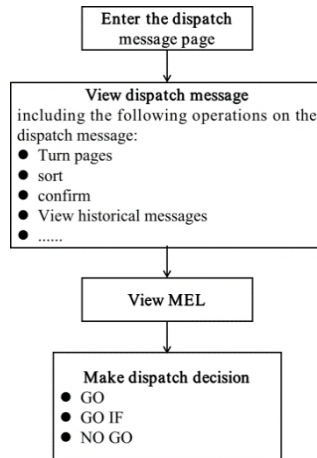 Enter the dispatch
message page
View dispatch message
including the following operations on the
dispatch message:
● Turn pages
● sort
● confirm
● View historical messages
● ......
View MEL
Make dispatch decision
● GO
● GO IF
● NO GO